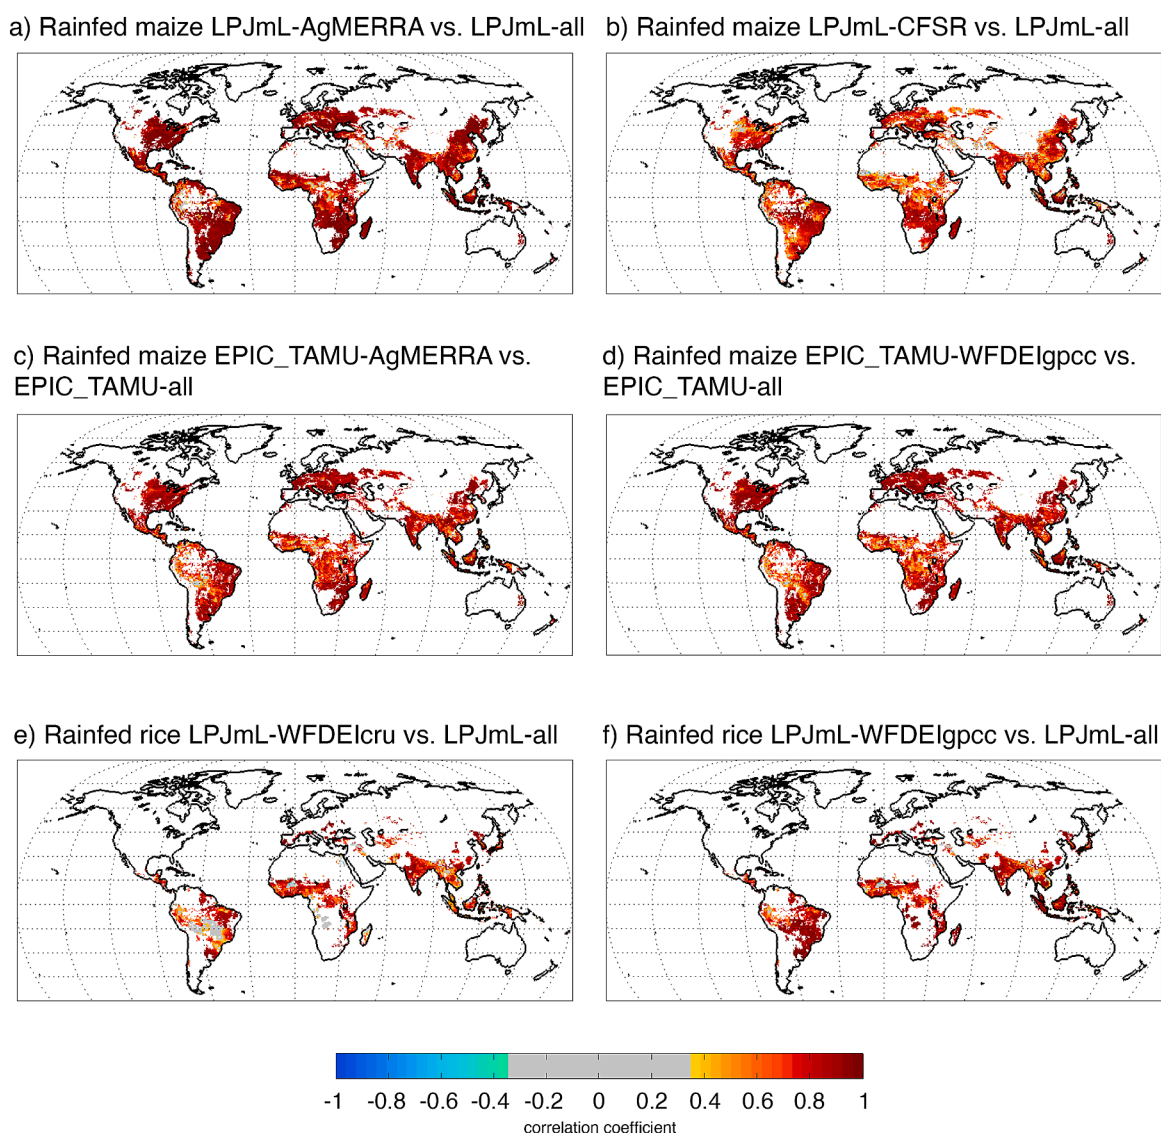 a) Rainfed maize LPJmL-AgMERRA vs. LPJmL-all
b) Rainfed maize LPJmL-CFSR vs. LPJmL-all
c) Rainfed maize EPIC_TAMU-AgMERRA vs.
EPIC_TAMU-all
d) Rainfed maize EPIC_TAMU-WFDEIgpcc vs.
EPIC_TAMU-all
e) Rainfed rice LPJmL-WFDEIcru vs. LPJmL-all
f) Rainfed rice LPJmL-WFDEIgpcc vs. LPJmL-all
-1 -0.8 -0.6 -0.4 -0.2 0 0.2 0.4 0.6 0.8 1
correlation coefficient